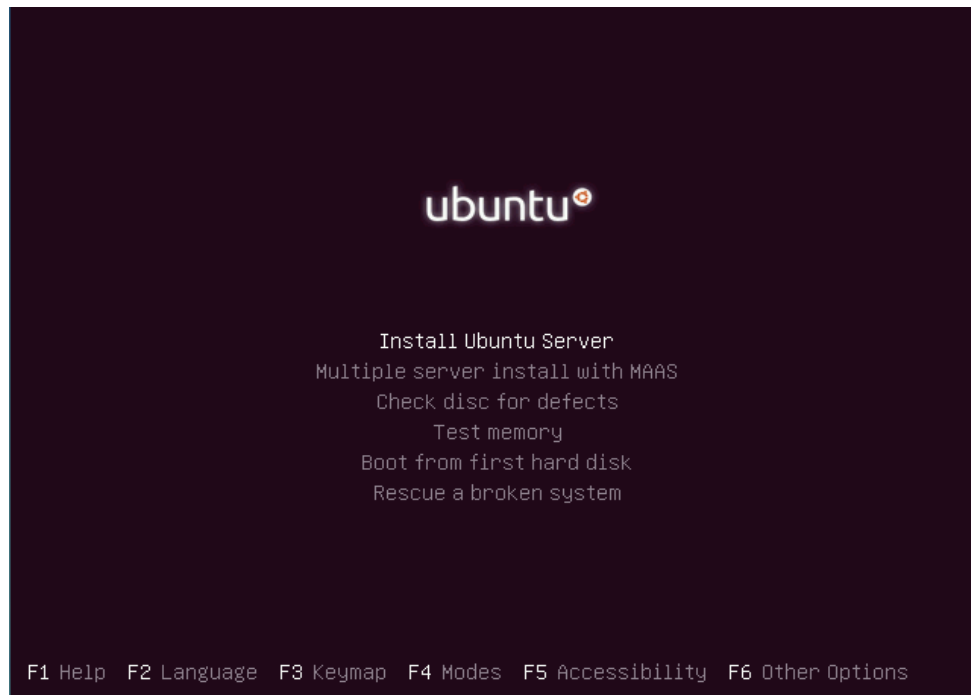 ubuntu
Install Ubuntu Server
Multiple server install with MAAS
Check disc for defects
Test memory
Boot from first hard disk
Rescue a broken system
F1 Help F2 Language F3 Keymap F4 Modes F5 Accessibility F6 Other Options